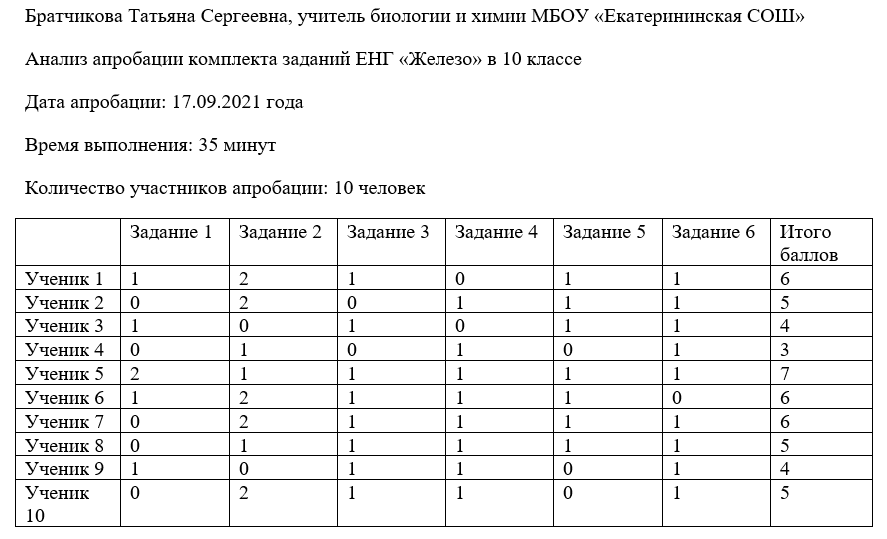 Братчикова Татьяна Сергеевна, учитель биологии и химии МБОУ «Екатерининская СОШ»
Анализ апробации комплекта заданий ЕНГ «Железо» в 10 классе
Дата апробации: 17.09.2021 года
Время выполнения: 35 минут
Количество участников апробации: 10 человек
Задание 1 Задание 2 Задание 3 Задание 4 Задание 5 Задание 6 Итого
баллов
Ученик 1 1 2 1 0 1 1 6
Ученик 2 0 2 0 1 1 1 5
Ученик 3 1 0 1 0 1 1 4
Ученик 4 0 1 0 1 0 1 3
Ученик 5 2 1 1 1 1 1 7
Ученик 6 1 2 1 1 1 0 6
Ученик 7 0 2 1 1 1 1 6
Ученик 8 0 1 1 1 1 1 5
Ученик 9 1 0 1 1 0 1 4
Ученик 0 2 1 1 0 1 5
10